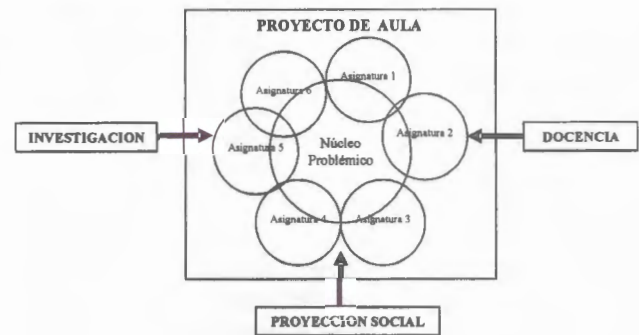 PROYECTO DE AULA
Asignatura 1
Asignatura 6
Asignatura 2
INVESTIGACION
DOCENCIA
Núcleo
Problémico
Asignatura 5
Asignatura 4
Asignatura 3
PROYECCION SOCIAL